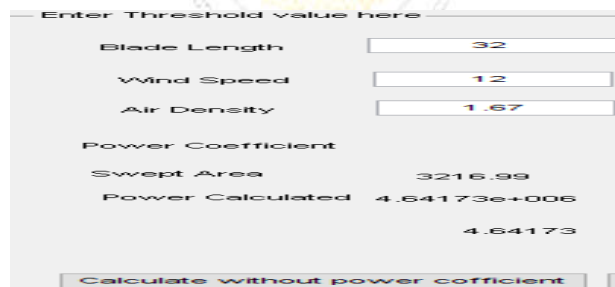 Enter Threshold value here
Blade Length 32
Wind Speed 12
Air Density 1.67
Power Coefficient
Swept Area 3216.99
Power Calculated 4.64173e+006
4.64173
Calculate without power cofficient